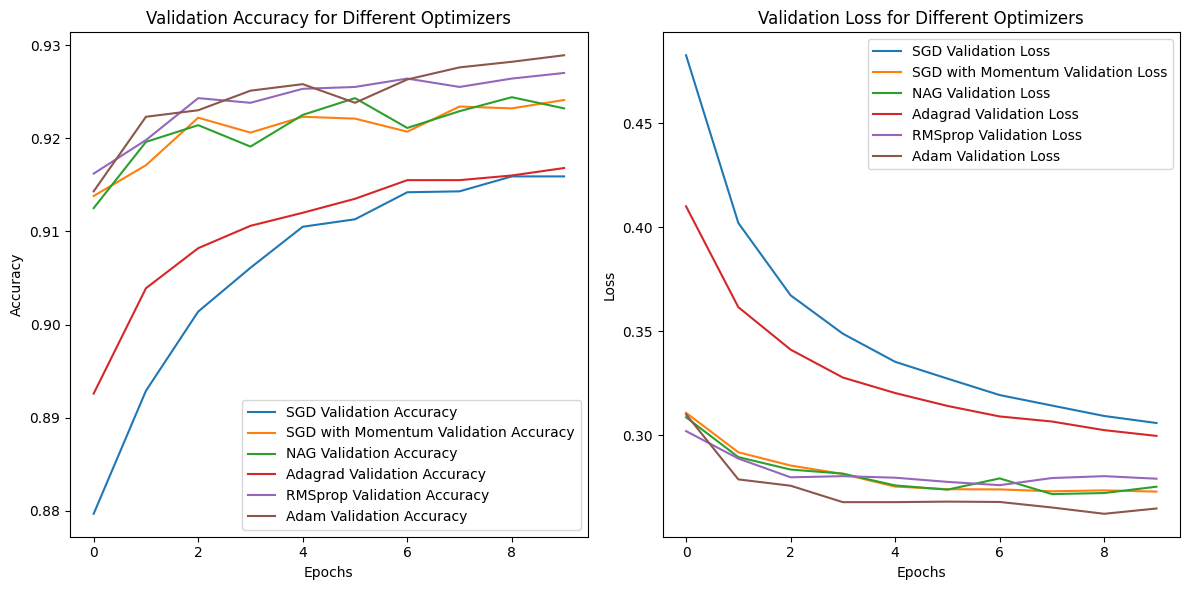 Validation Accuracy for Different Optimizers
0.93
0.92
0.91
0.90
0.89
0.88
Accuracy
SGD Validation Accuracy
SGD with Momentum Validation Accuracy
NAG Validation Accuracy
Adagrad Validation Accuracy
RMSprop Validation Accuracy
Adam Validation Accuracy
0 2 4 6 8
Epochs
Validation Loss for Different Optimizers
SGD Validation Loss
SGD with Momentum Validation Loss
NAG Validation Loss
Adagrad Validation Loss
RMSprop Validation Loss
Adam Validation Loss
0.45
0.40
0.35
0.30
Loss
0 2 4 6 8
Epochs